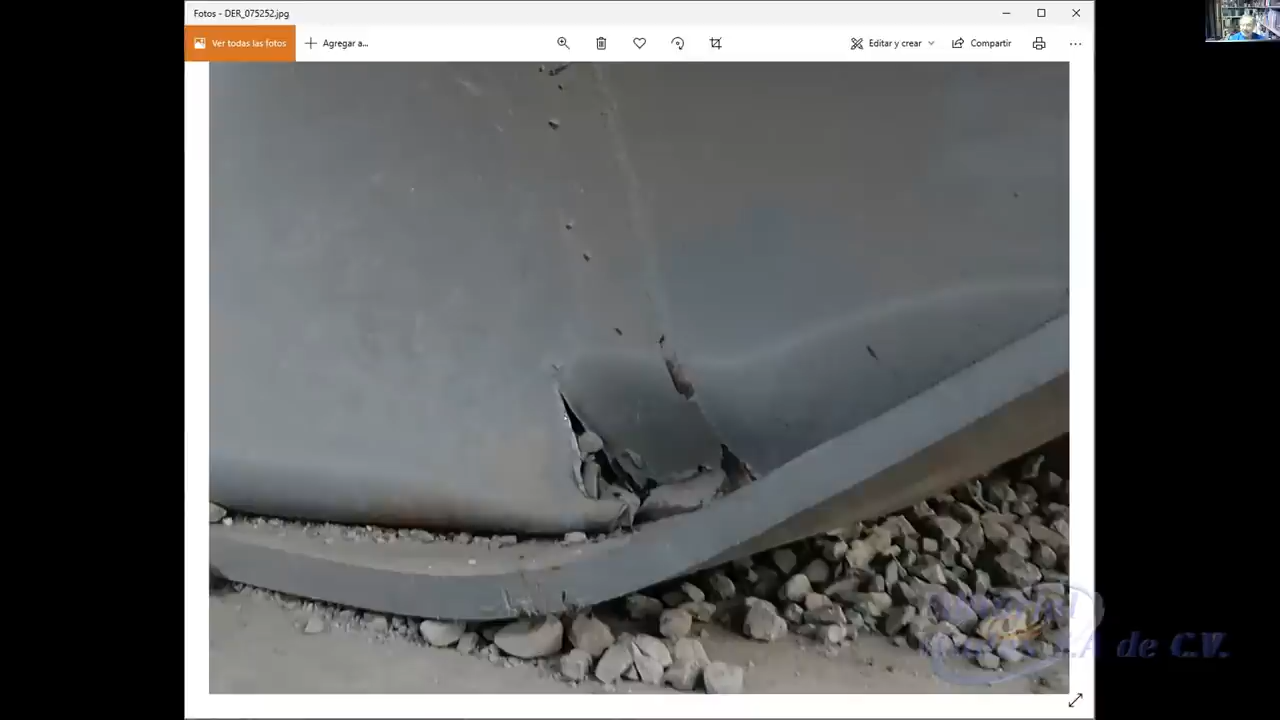 Fotos - DER_075252.jpg
Ver todas las fotos
Agregar a...
Editar y crear
Compartir
de C.V.